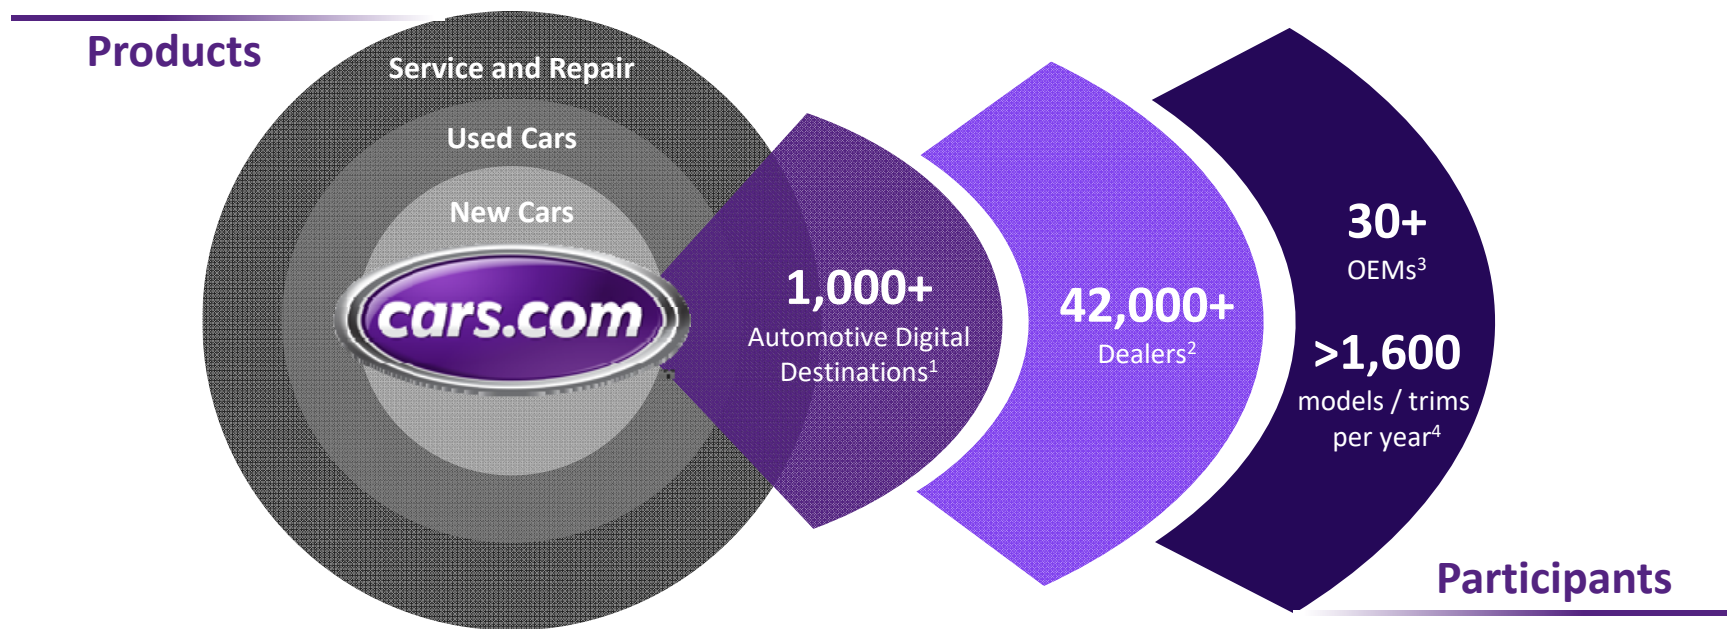 Products
Service and Repair
Used Cars
New Cars
cars.com
1,000+
Automotive Digital
Destinations¹
42,000+
Dealers²
30+
OEMs³
>1,600
models / trims
per year⁴
Participants